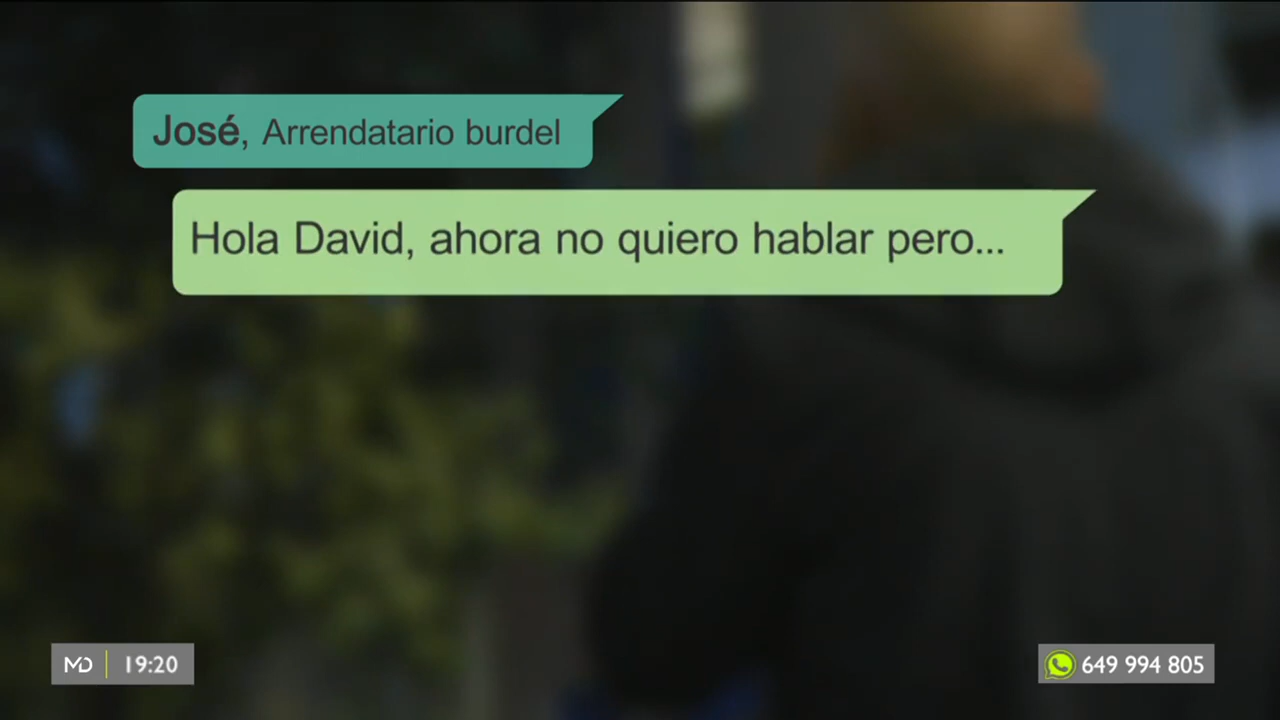 José, Arrendatario burdel
Hola David, ahora no quiero hablar pero...
MD 19:20
649 994 805